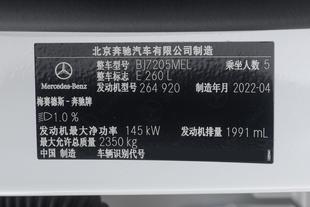 北京奔驰汽车有限公司制造
整车型号 BJ7205MEL 乘坐人数 5
整车标志 E 260 L
发动机型号 264 920 制造年月 2022-04
Mercedes-Benz
梅赛德斯－奔驰牌
1.0 %
发动机最大净功率 145 kW 发动机排量 1991 mL
最大允许总质量 2350 kg
中国 制造 车辆识别代号